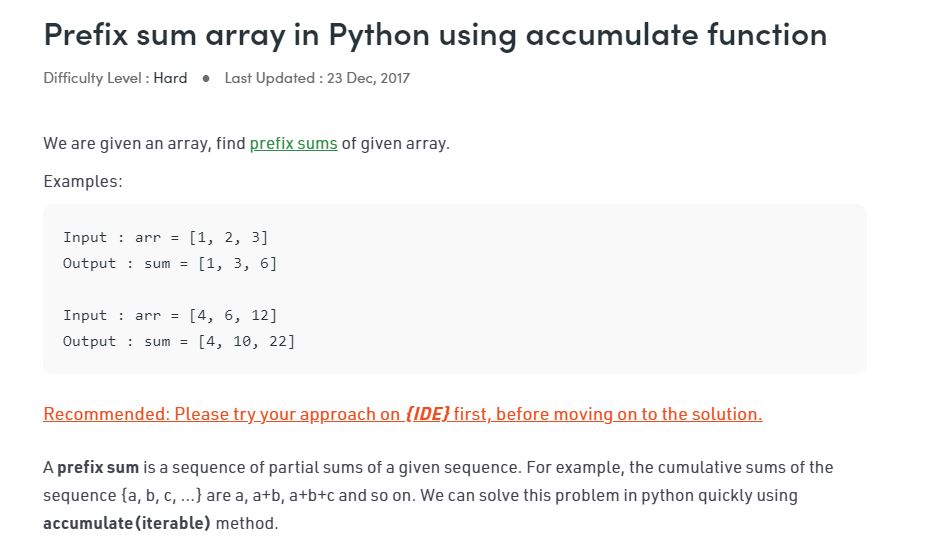 Prefix sum array in Python using accumulate function
Difficulty Level : Hard ● Last Updated : 23 Dec, 2017
We are given an array, find prefix sums of given array.
Examples:
Input : arr = [1, 2, 3]
Output : sum = [1, 3, 6]
Input : arr = [4, 6, 12]
Output : sum = [4, 10, 22]
Recommended: Please try your approach on {IDE} first, before moving on to the solution.
A prefix sum is a sequence of partial sums of a given sequence. For example, the cumulative sums of the
sequence {a, b, c, ...} are a, a+b, a+b+c and so on. We can solve this problem in python quickly using
accumulate(iterable) method.